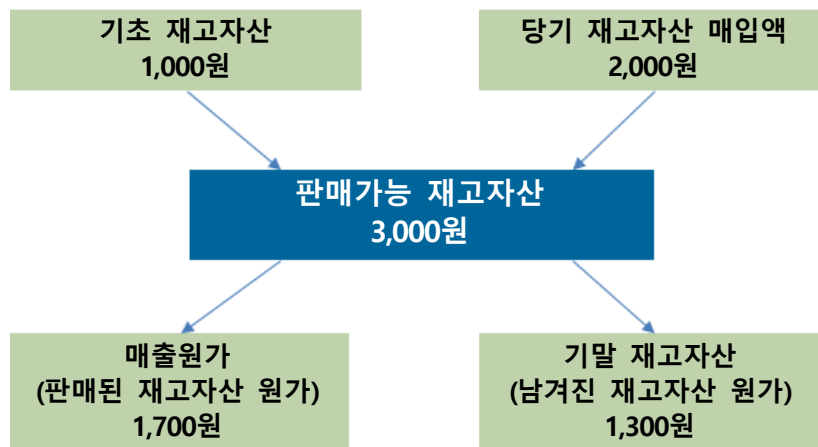 기초 재고자산
1,000원
당기 재고자산 매입액
2,000원
판매가능 재고자산
3,000원
매출원가
(판매된 재고자산 원가)
1,700원
기말 재고자산
(남겨진 재고자산 원가)
1,300원